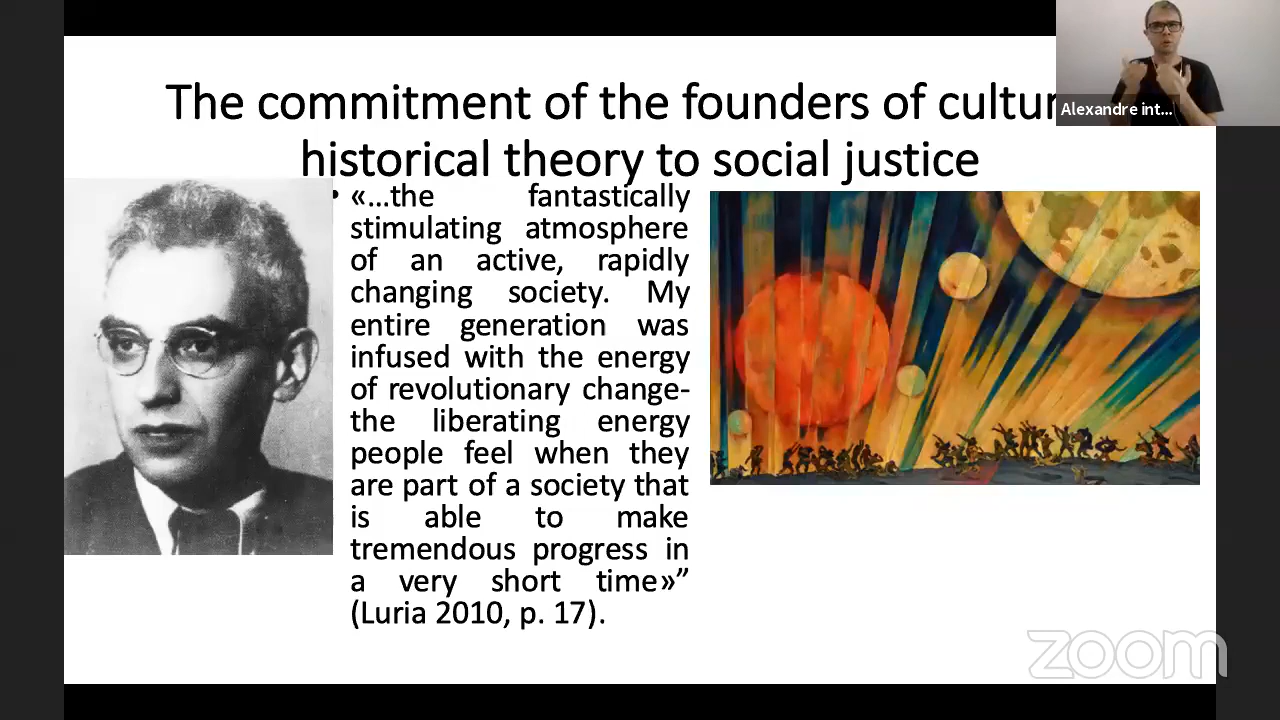 The commitment of the founders of cultur
historical theory to social justice
• «...the fantastically
stimulating atmosphere
of an active, rapidly
changing society. My
entire generation was
infused with the energy
of revolutionary change-
the liberating energy
people feel when they
are part of a society that
is able to make
tremendous progress in
a very short time»”
(Luria 2010, p. 17).
Alexandre int...
zoom